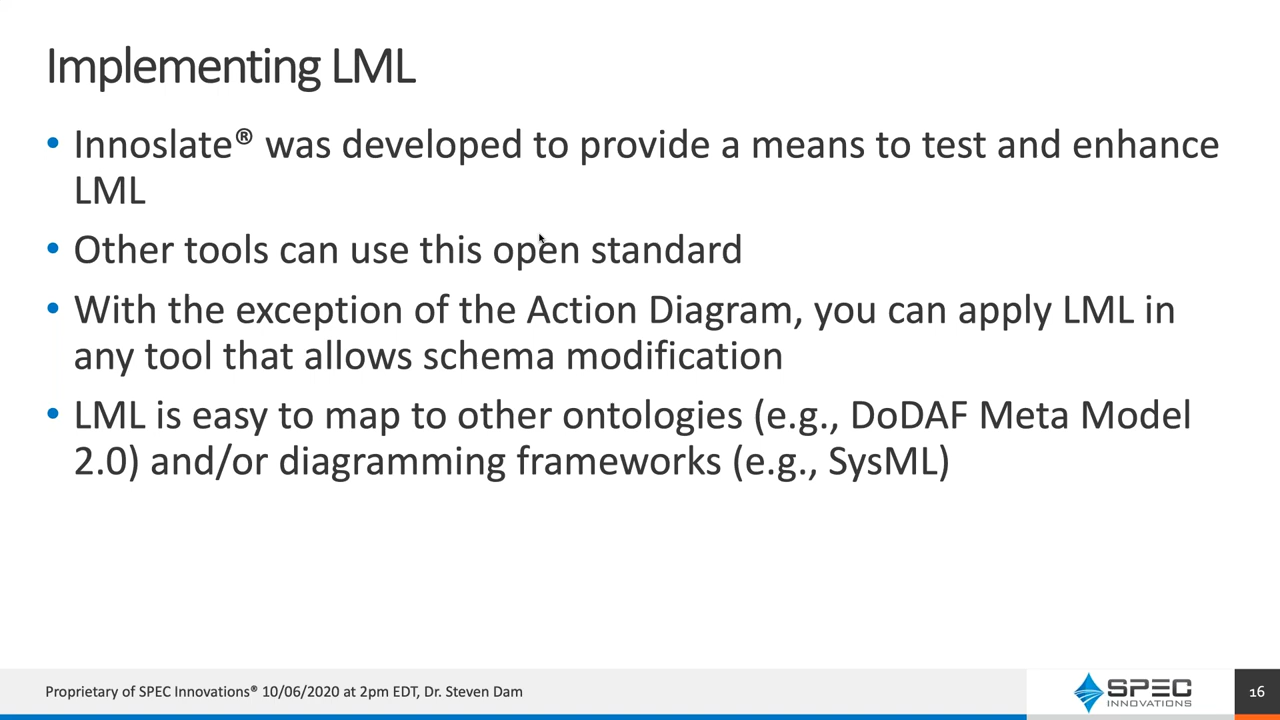 Implementing LML
• Innoslate® was developed to provide a means to test and enhance
LML
• Other tools can use this open standard
• With the exception of the Action Diagram, you can apply LML in
any tool that allows schema modification
• LML is easy to map to other ontologies (e.g., DoDAF Meta Model
2.0) and/or diagramming frameworks (e.g., SysML)
Proprietary of SPEC Innovations® 10/06/2020 at 2pm EDT, Dr. Steven Dam
SPEC
INNOVATIONS
16